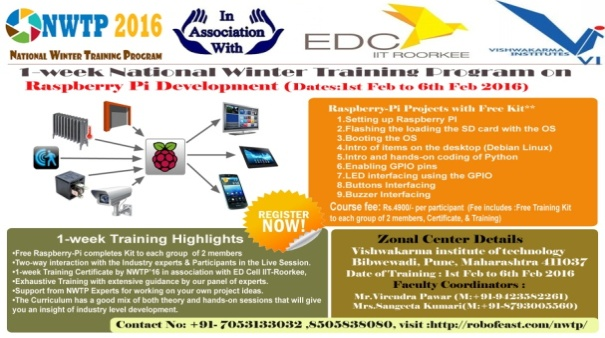 NWTP 2016
NATIONAL WINTER TRAINING PROGRAM
In
Association
With
EDC
IIT ROORKEE
VISHWAKARMA
INSTITUTES
VI
1-week National Winter Training Program on
Raspberry Pi Development (Dates:1st Feb to 6th Feb 2016)
Raspberry-Pi Projects with Free Kit**
1.Setting up Raspberry PI
2.Flashing the loading the SD card with the OS
3.Booting the OS
4.Intro of Items on the desktop (Debian Linux)
5.Intro and hands-on coding of Python
6.Enabling GPIO pins
7.LED interfacing using the GPIO
8.Buttons Interfacing
9.Buzzer Interfacing
Course fee: Rs.4900/- per participant (Fee includes :Free Training Kit
to each group of 2 members, Certificate, & Training)
REGISTER
NOW!
1-week Training Highlights
•Free Raspberry-Pi completes Kit to each group of 2 members
•Two-way interaction with the Industry experts & Participants in the Live Session.
•1-week Training Certificate by NWTP'16 in association with ED Cell IIT-Roorkee,
•Exhaustive Training with extensive guidance by our panel of experts.
•Support from NWTP Experts for working on your own project ideas.
•The Curriculum has a good mix of both theory and hands-on sessions that will give
you an insight of industry level development.
Zonal Center Details
Vishwakarma institute of technology
Bibwewadi, Pune, Maharashtra 411037
Date of Training : 1st Feb to 6th Feb 2016
Faculty Coordinators :
Mr.Virendra Pawar (M:+91-9423582261)
Mrs.Sangeeta Kumari(M:+91-8793005560)
Contact No: +91- 7053133032 ,8505838080, visit :http://robofeast.com/nwtp/